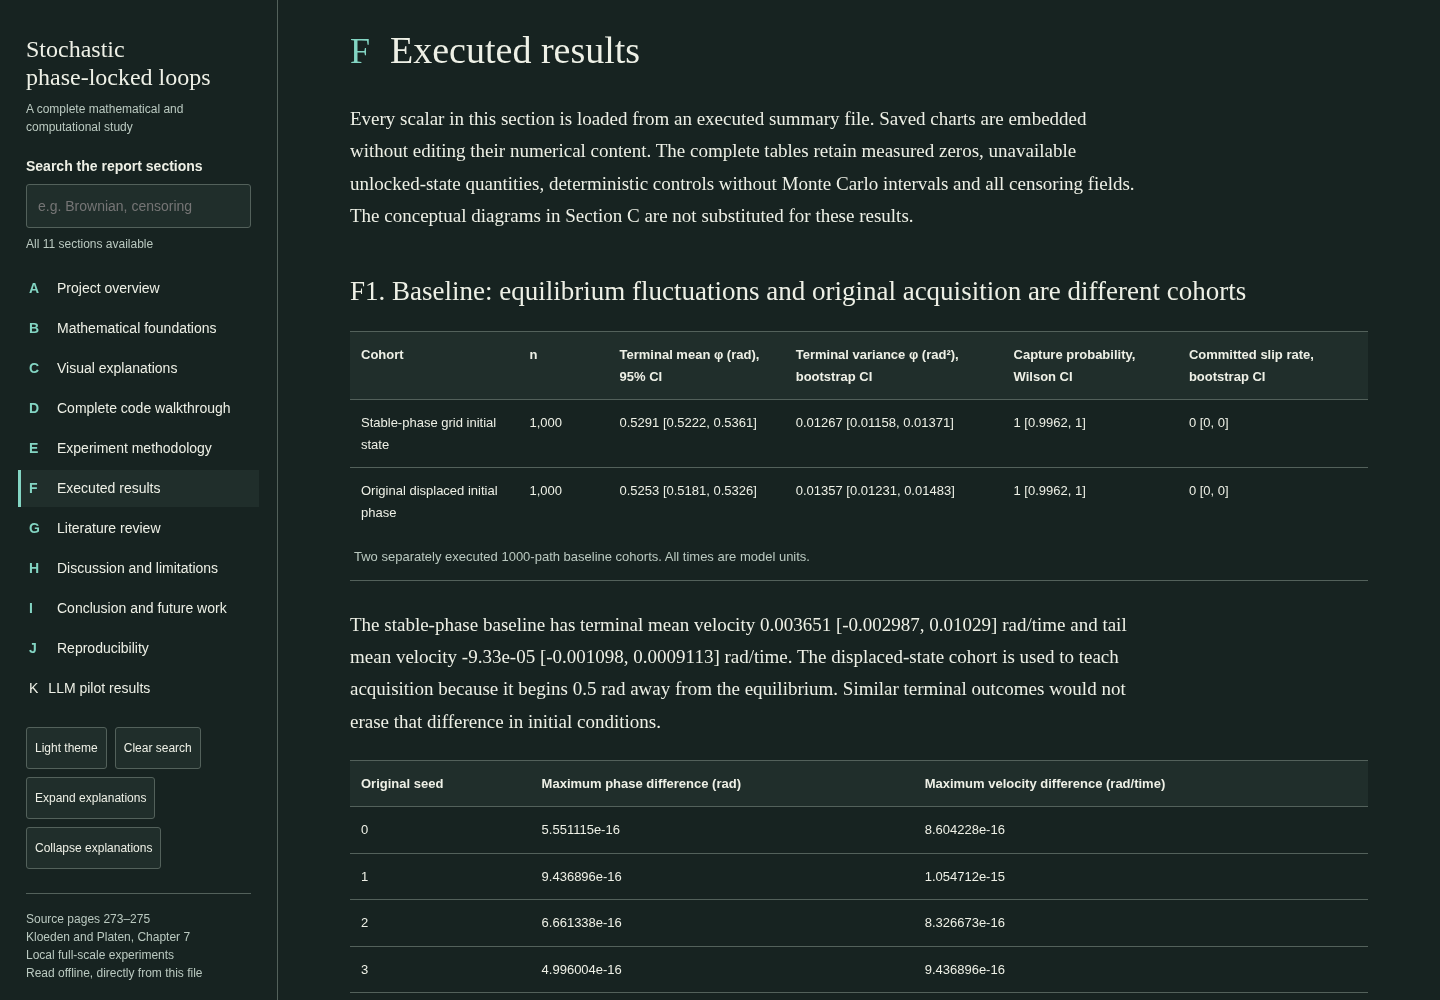 Stochastic
phase-locked loops
A complete mathematical and
computational study
Search the report sections
e.g. Brownian, censoring
All 11 sections available
A Project overview
B Mathematical foundations
C Visual explanations
D Complete code walkthrough
E Experiment methodology
F Executed results
G Literature review
H Discussion and limitations
I Conclusion and future work
J Reproducibility
K LLM pilot results
Light theme Clear search
Expand explanations
Collapse explanations
Source pages 273–275
Kloeden and Platen, Chapter 7
Local full-scale experiments
Read offline, directly from this file
F Executed results
Every scalar in this section is loaded from an executed summary file. Saved charts are embedded
without editing their numerical content. The complete tables retain measured zeros, unavailable
unlocked-state quantities, deterministic controls without Monte Carlo intervals and all censoring fields.
The conceptual diagrams in Section C are not substituted for these results.
F1. Baseline: equilibrium fluctuations and original acquisition are different cohorts
Cohort n Terminal mean φ (rad), Terminal variance φ (rad²), Capture probability, Committed slip rate,
95% CI bootstrap CI Wilson CI bootstrap CI
Stable-phase grid initial 1,000 0.5291 [0.5222, 0.5361] 0.01267 [0.01158, 0.01371] 1 [0.9962, 1] 0 [0, 0]
state
Original displaced initial 1,000 0.5253 [0.5181, 0.5326] 0.01357 [0.01231, 0.01483] 1 [0.9962, 1] 0 [0, 0]
phase
Two separately executed 1000-path baseline cohorts. All times are model units.
The stable-phase baseline has terminal mean velocity 0.003651 [-0.002987, 0.01029] rad/time and tail
mean velocity -9.33e-05 [-0.001098, 0.0009113] rad/time. The displaced-state cohort is used to teach
acquisition because it begins 0.5 rad away from the equilibrium. Similar terminal outcomes would not
erase that difference in initial conditions.
Original seed Maximum phase difference (rad) Maximum velocity difference (rad/time)
0 5.551115e-16 8.604228e-16
1 9.436896e-16 1.054712e-15
2 6.661338e-16 8.326673e-16
3 4.996004e-16 9.436896e-16